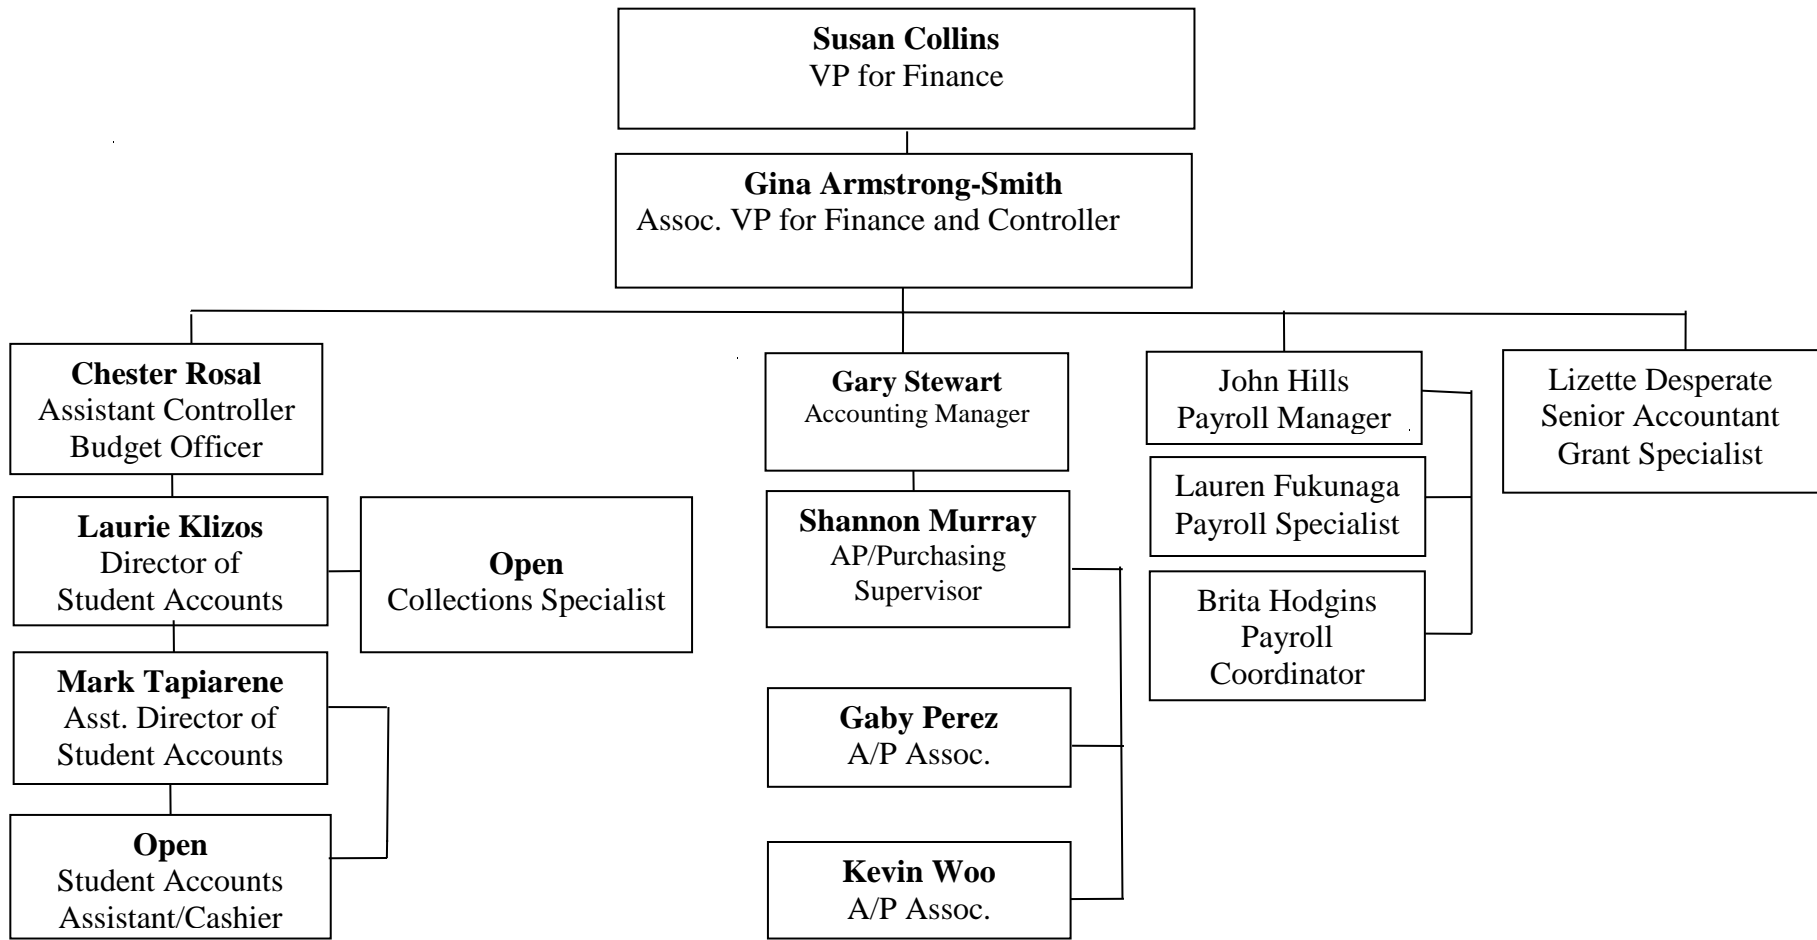 Susan Collins
VP for Finance
Gina Armstrong-Smith
Assoc. VP for Finance and Controller
Chester Rosal
Assistant Controller
Budget Officer
Laurie Klizos
Director of
Student Accounts
Open
Collections Specialist
Mark Tapiarene
Asst. Director of
Student Accounts
Open
Student Accounts
Assistant/Cashier
Gary Stewart
Accounting Manager
Shannon Murray
AP/Purchasing
Supervisor
Gaby Perez
A/P Assoc.
Kevin Woo
A/P Assoc.
John Hills
Payroll Manager
Lauren Fukunaga
Payroll Specialist
Brita Hodgins
Payroll
Coordinator
Lizette Desperate
Senior Accountant
Grant Specialist